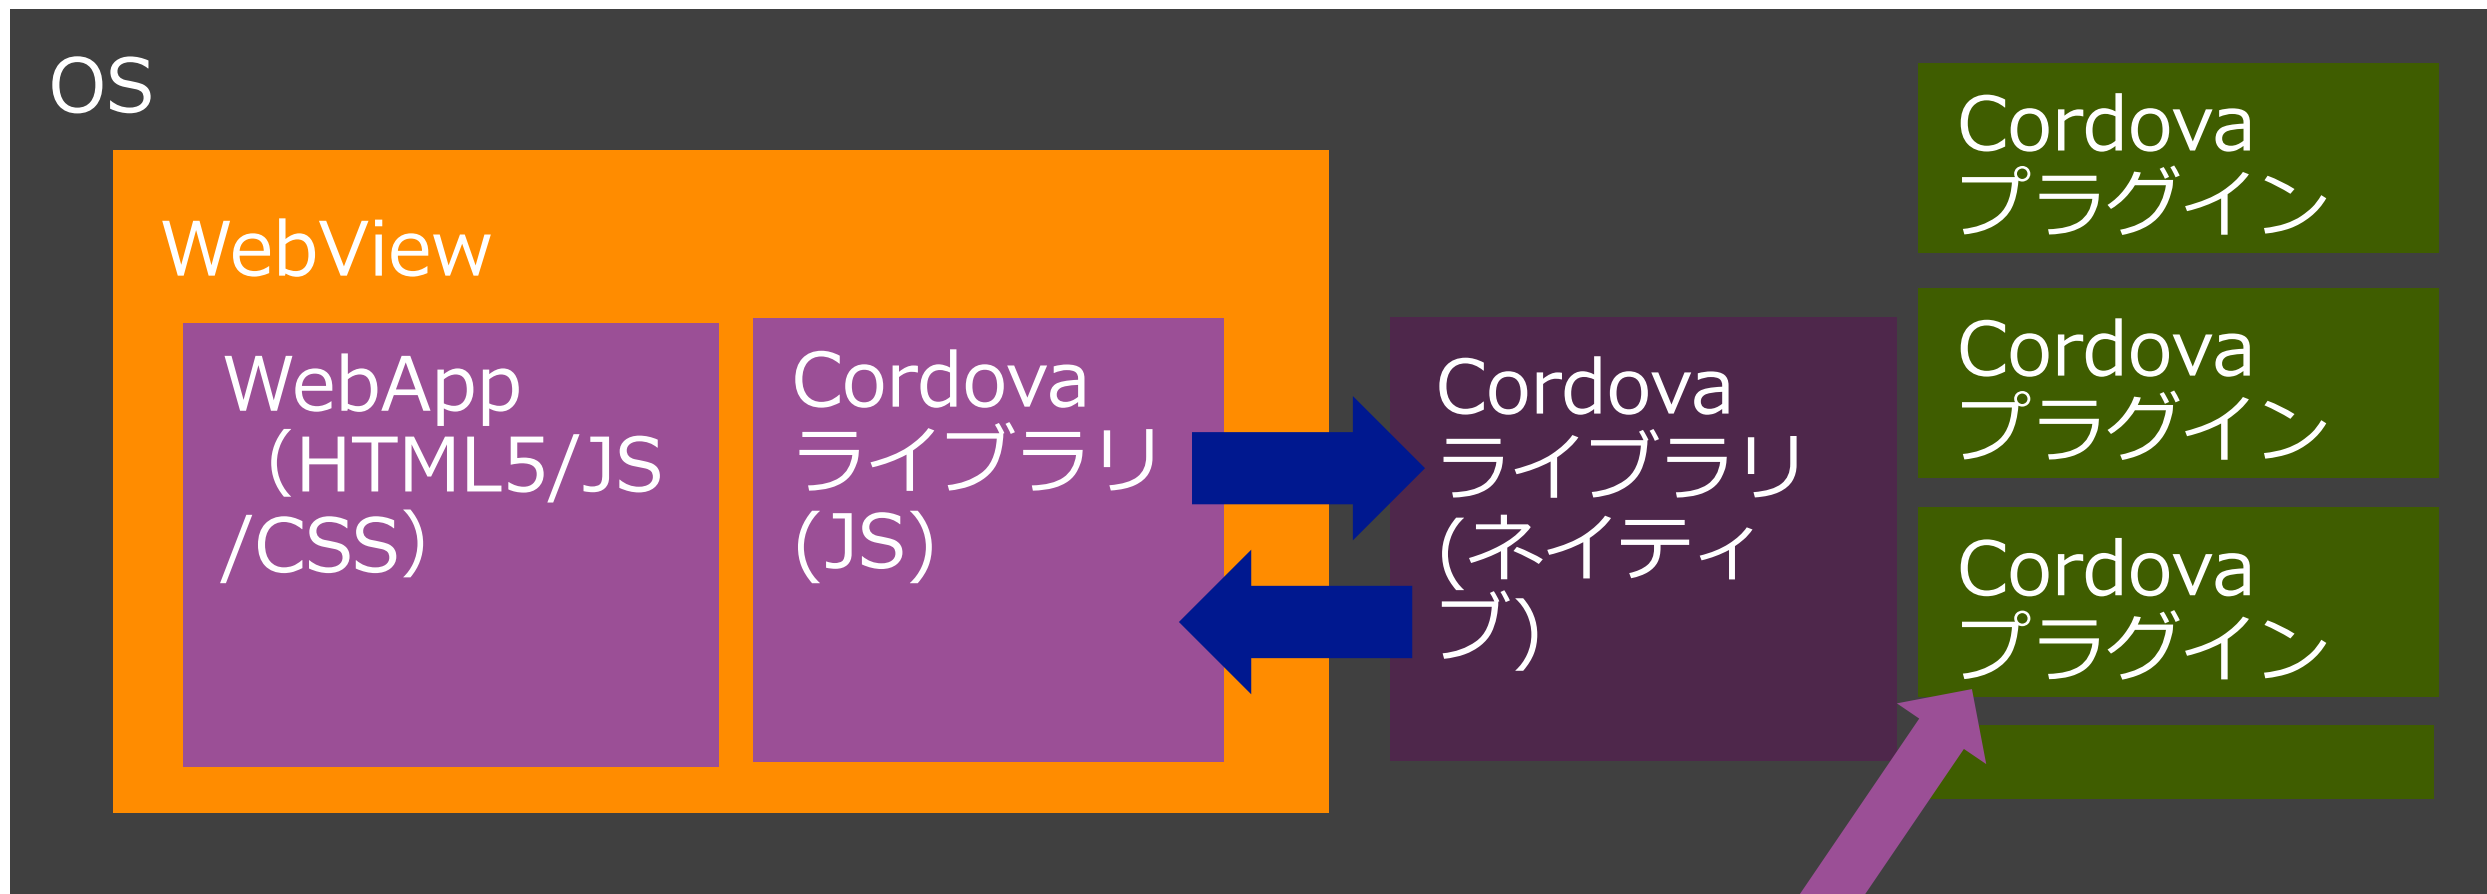 OS
WebView
WebApp
（HTML5/JS
/CSS）
Cordova
ライブラリ
(JS)
Cordova
ライブラリ
(ネイティ
ブ)
Cordova
プラグイン
Cordova
プラグイン
Cordova
プラグイン